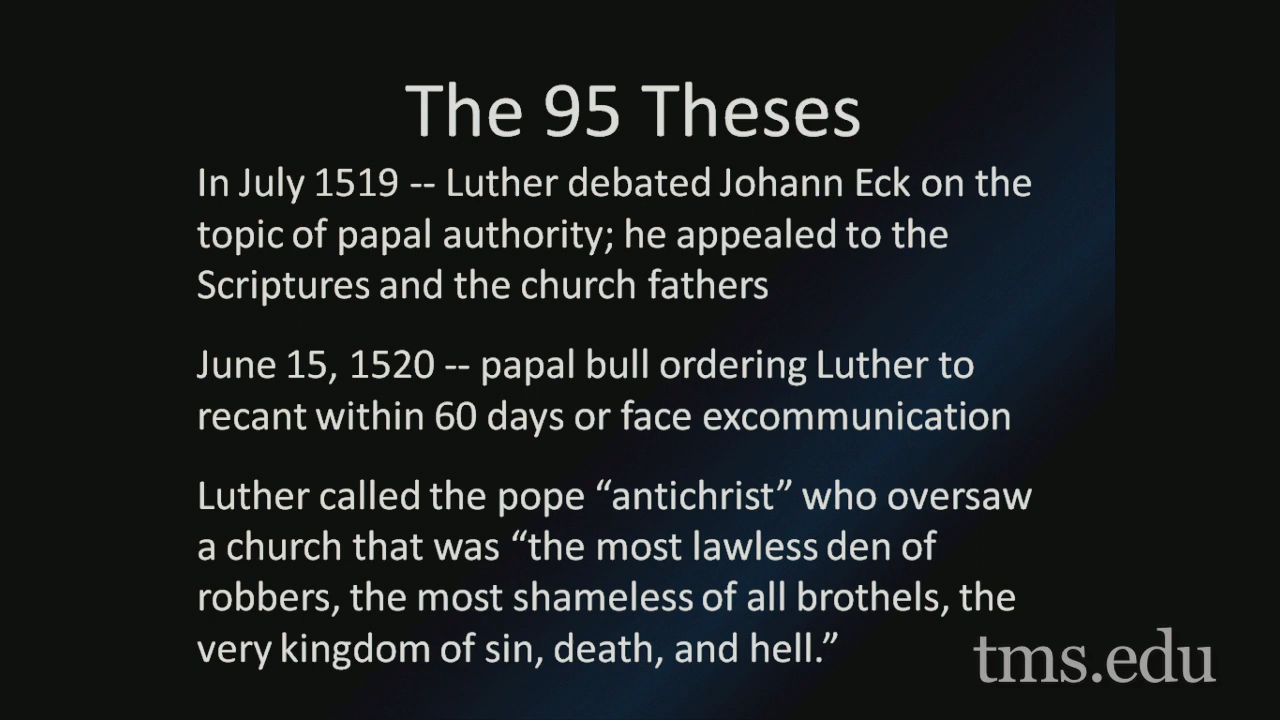 The 95 Theses
In July 1519 -- Luther debated Johann Eck on the
topic of papal authority; he appealed to the
Scriptures and the church fathers
June 15, 1520 -- papal bull ordering Luther to
recant within 60 days or face excommunication
Luther called the pope “antichrist” who oversaw
a church that was “the most lawless den of
robbers, the most shameless of all brothels, the
very kingdom of sin, death, and hell.”
tms.edu